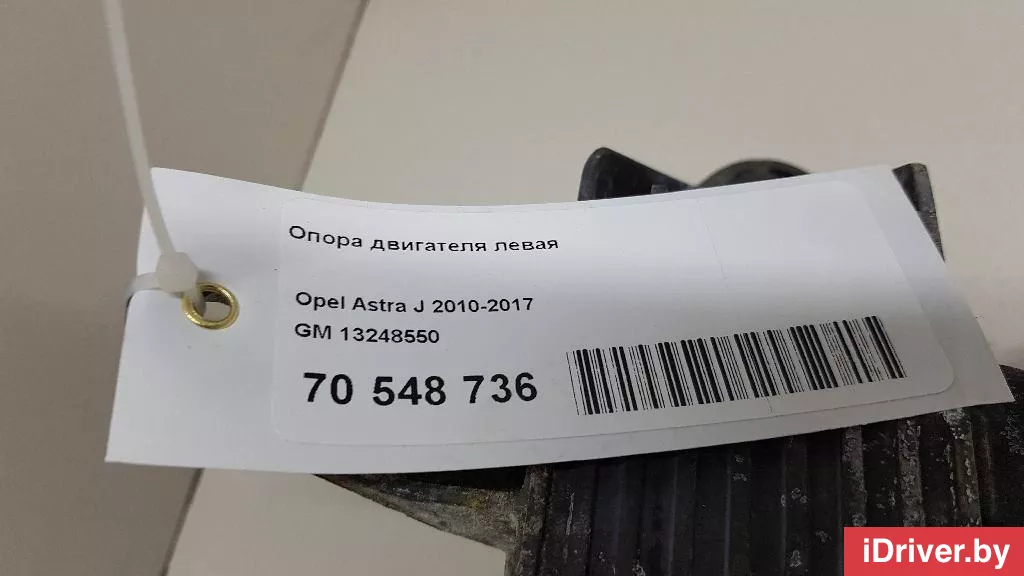 Опора двигателя левая
Opel Astra J 2010-2017
GM 13248550
70 548 736
iDriver.by